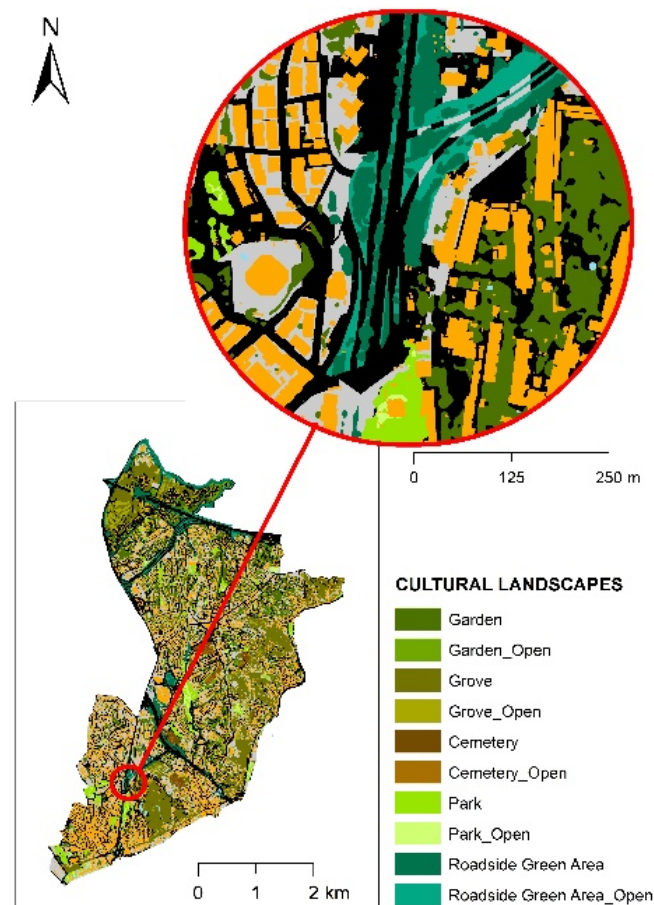 N
0 125 250 m
CULTURAL LANDSCAPES
Garden
Garden_Open
Grove
Grove_Open
Cemetery
Cemetery_Open
Park
Park_Open
Roadside Green Area
Roadside Green Area_Open
0 1 2 km